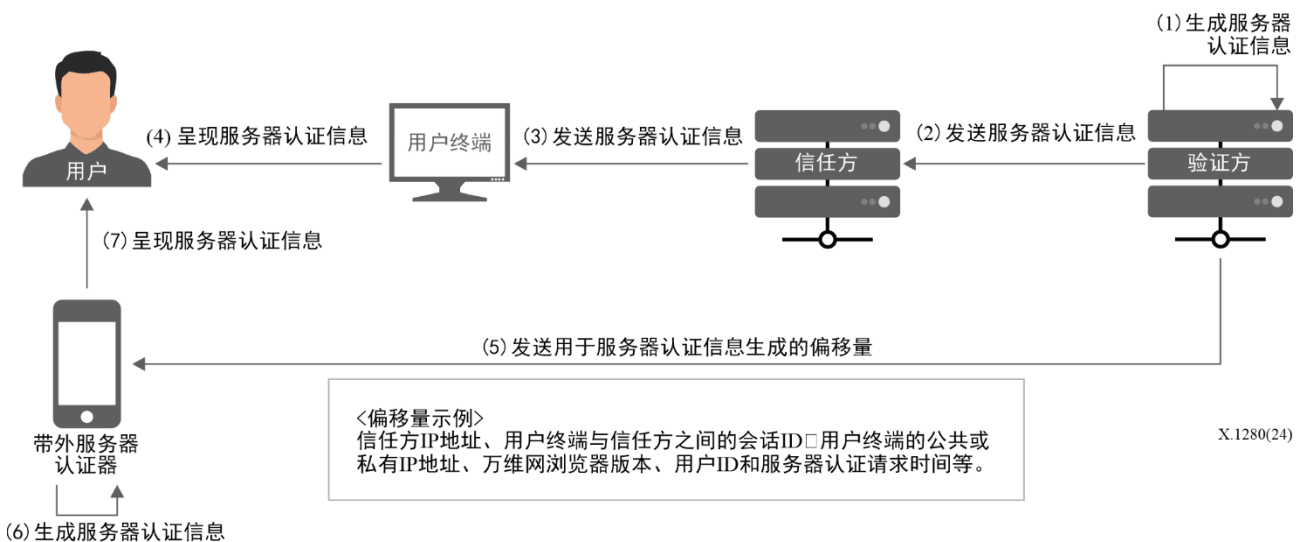 (1)生成服务器
认证信息
(4) 呈现服务器认证信息
用户终端
(3)发送服务器认证信息
(2)发送服务器认证信息
用户
信任方
验证方
(7)呈现服务器认证信息
(5)发送用于服务器认证信息生成的偏移量
<偏移量示例>
信任方IP地址、用户终端与信任方之间的会话ID□用户终端的公共或
私有IP地址、万维网浏览器版本、用户ID和服务器认证请求时间等。
X.1280(24)
带外服务器
认证器
(6)生成服务器认证信息